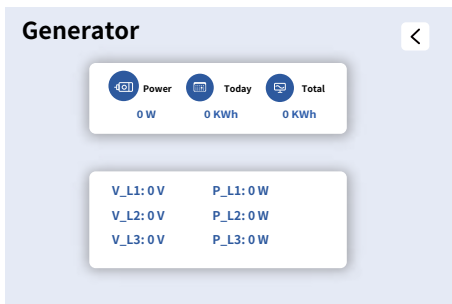 Generator
Power Today Total
0 W 0 KWh 0 KWh
V_L1: 0 V P_L1: 0 W
V_L2: 0 V P_L2: 0 W
V_L3: 0 V P_L3: 0 W